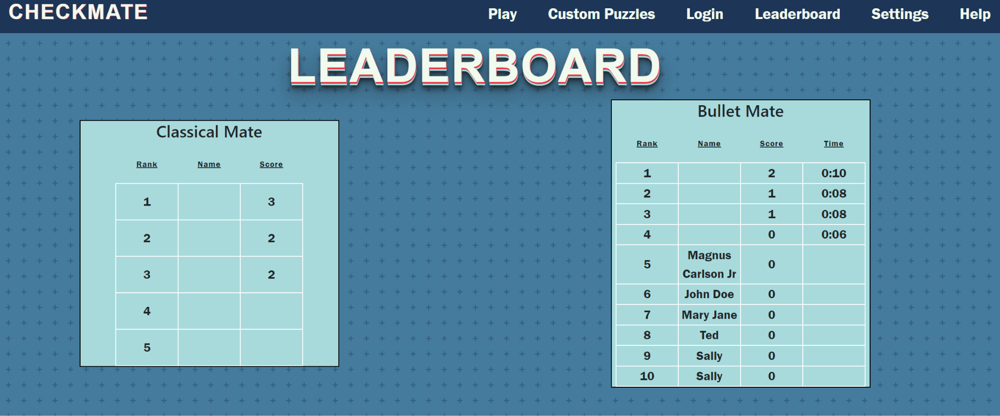 CHECKMATE
Play Custom Puzzles Login Leaderboard Settings Help
LEADERBOARD
Classical Mate
Rank Name Score
1 3
2 2
3 2
4
5
Bullet Mate
Rank Name Score Time
1 2 0:10
2 1 0:08
3 1 0:08
4 0 0:06
5 Magnus Carlson Jr 0
6 John Doe 0
7 Mary Jane 0
8 Ted 0
9 Sally 0
10 Sally 0